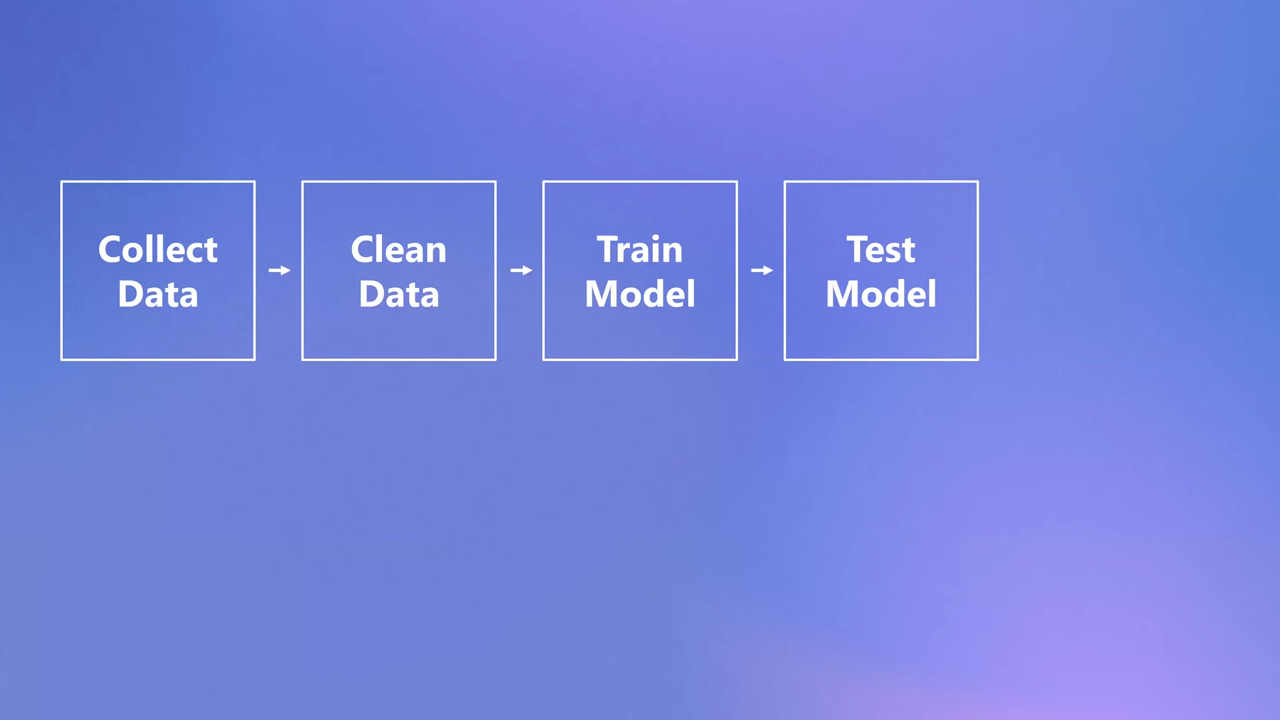 Collect
Data
Clean
Data
Train
Model
Test
Model